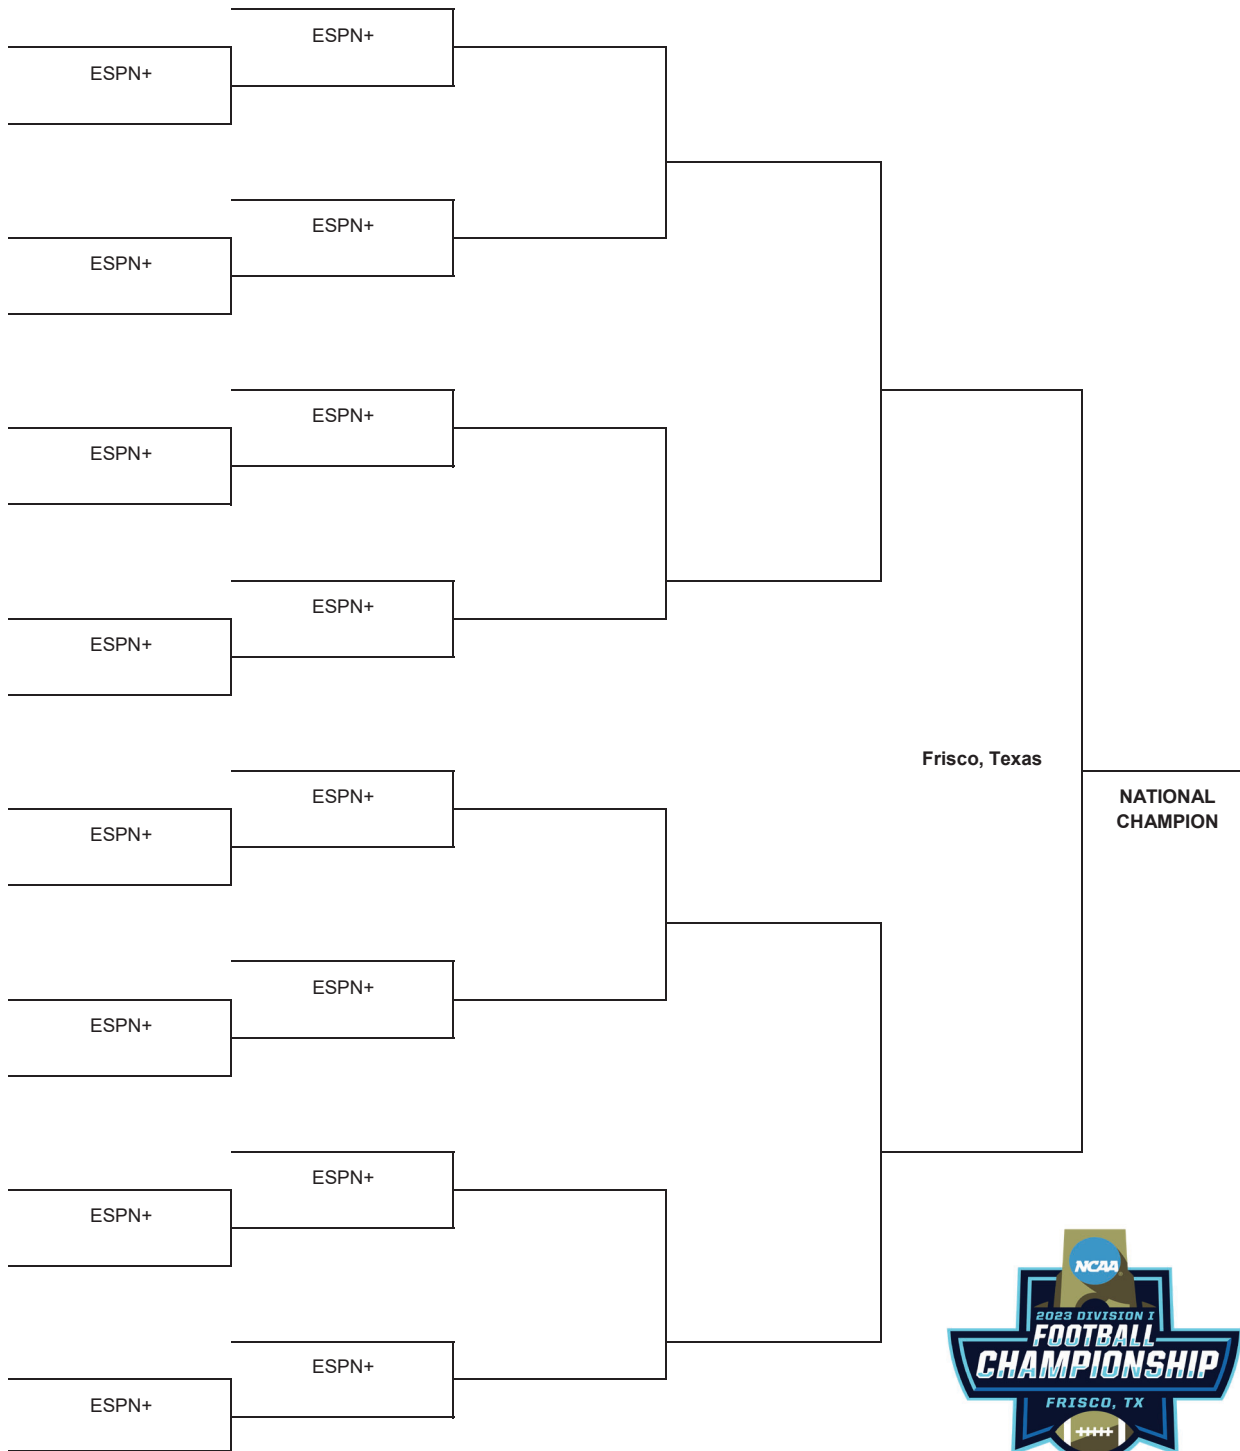 ESPN+
ESPN+
ESPN+
ESPN+
ESPN+
ESPN+
ESPN+
ESPN+
Frisco, Texas
ESPN+
NATIONAL
CHAMPION
ESPN+
ESPN+
ESPN+
ESPN+
ESPN+
ESPN+
ESPN+
NCAA
2023 DIVISION I
FOOTBALL
CHAMPIONSHIP
FRISCO, TX